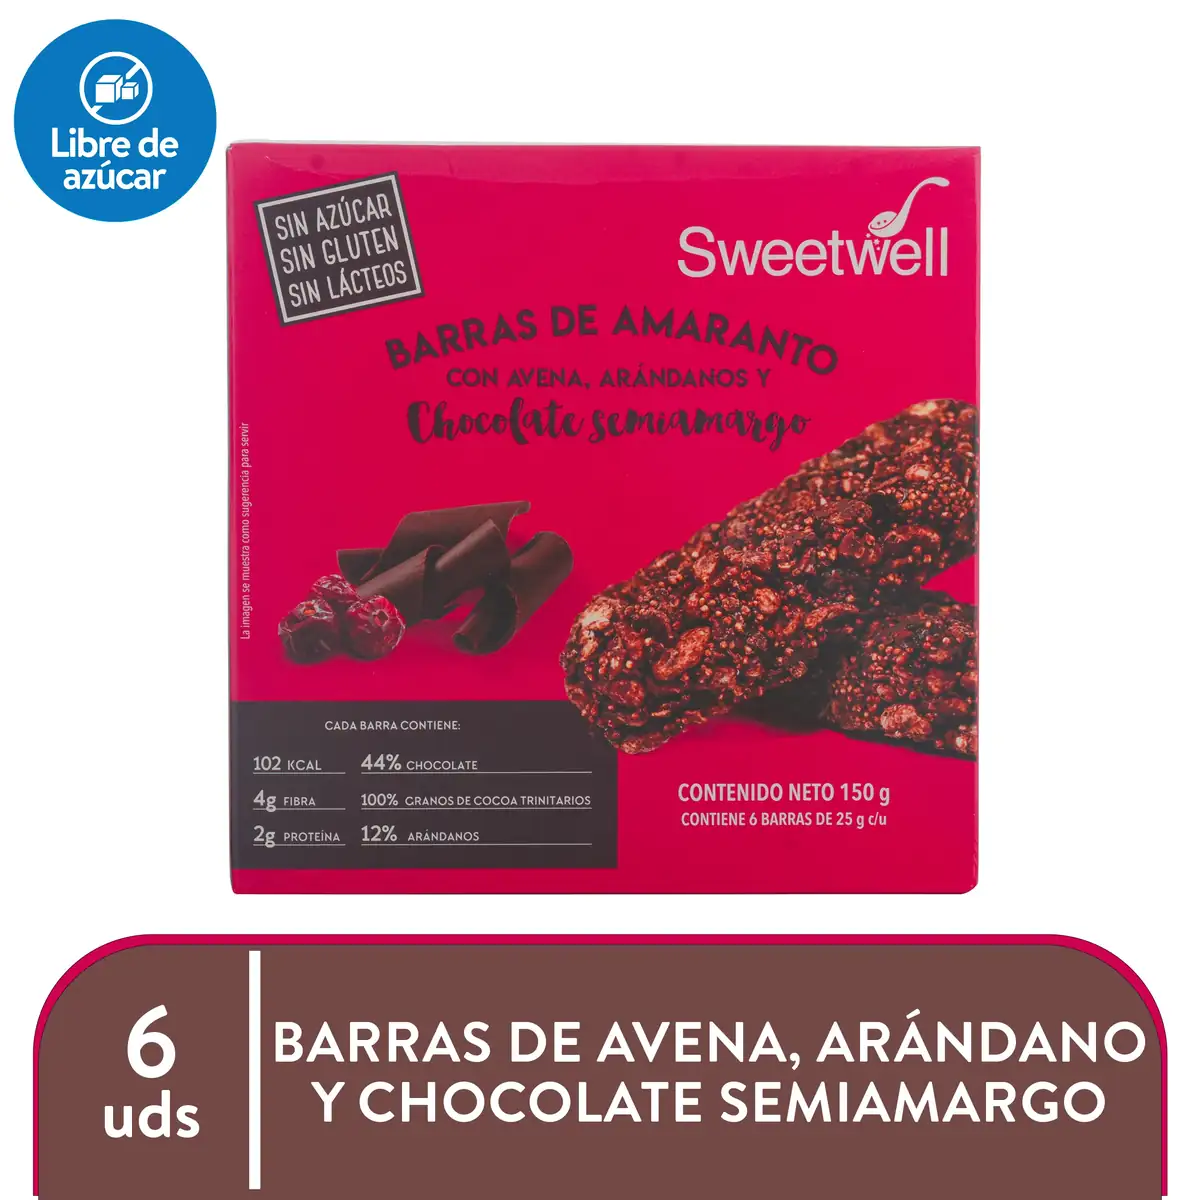 Libre de
azúcar
SIN AZÚCAR
SIN GLUTEN
SIN LÁCTEOS
Sweetwell
BARRAS DE AMARANTO
CON AVENA, ARÁNDANOS Y
Chocolate semiamargo
La imagen se muestra como sugerencia para servir
CADA BARRA CONTIENE:
102 KCAL
44% CHOCOLATE
4g FIBRA
100% GRANOS DE COCOA TRINITARIOS
2g PROTEÍNA
12% ARÁNDANOS
CONTENIDO NETO 150 g
CONTIENE 6 BARRAS DE 25 g c/u
6
uds
BARRAS DE AVENA, ARÁNDANO
Y CHOCOLATE SEMIAMARGO